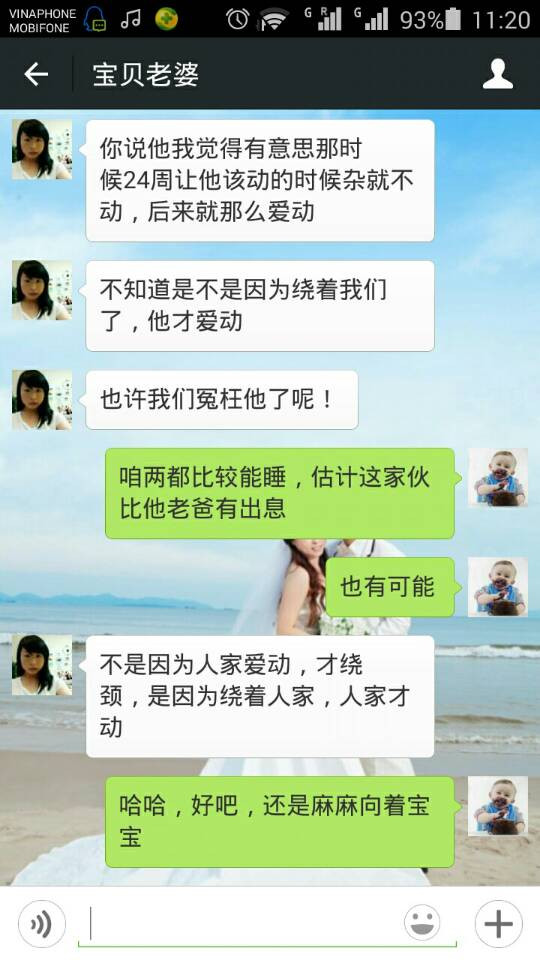 VINAPHONE
MOBIFONE
G R G 93% 11:20
宝贝老婆
你说他我觉得有意思那时
候24周让他该动的时候杂就不
动，后来就那么爱动
不知道是不是因为绕着我们
了，他才爱动
也许我们冤枉他了呢！
咱两都比较能睡，估计这家伙
比他老爸有出息
也有可能
不是因为人家爱动，才绕
颈，是因为绕着人家，人家才
动
哈哈，好吧，还是麻麻向着宝
宝